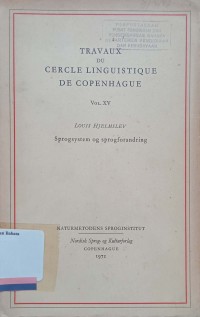 TRAVAUX
DU
CERCLE LINGUISTIQUE
DE COPENHAGUE
VOL. XV
LOUIS HJELMSLEV
Sprogsystem og sprogforandring
NATURMETODENS SPROGINSTITUT
Nordisk Sprog- og Kulturforlag
COPENHAGUE
1972